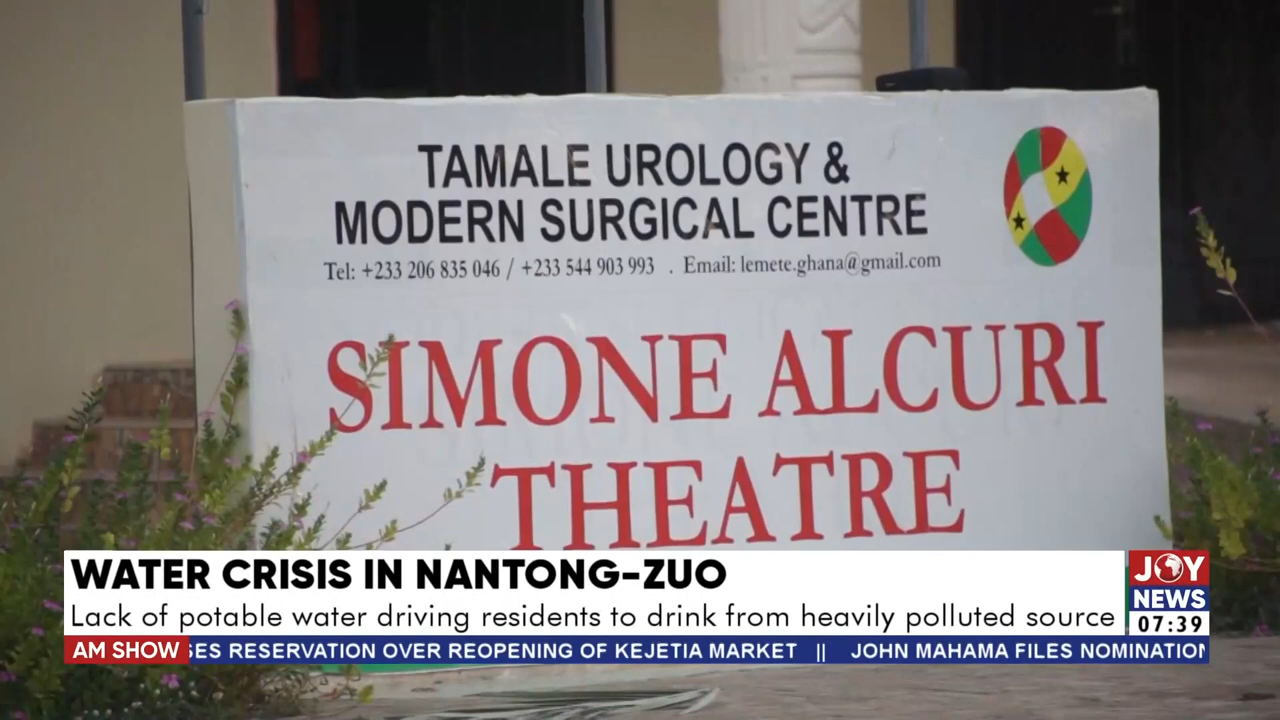 TAMALE UROLOGY &
MODERN SURGICAL CENTRE
Tel: +233 206 835 046 / +233 544 903 993 . Email: lemete.ghana@gmail.com
SIMONE ALCURI
THEATRE
WATER CRISIS IN NANTONG-ZUO
Lack of potable water driving residents to drink from heavily polluted source
JOY
NEWS
07:39
AM SHOW
SES RESERVATION OVER REOPENING OF KEJETIA MARKET || JOHN MAHAMA FILES NOMINATION